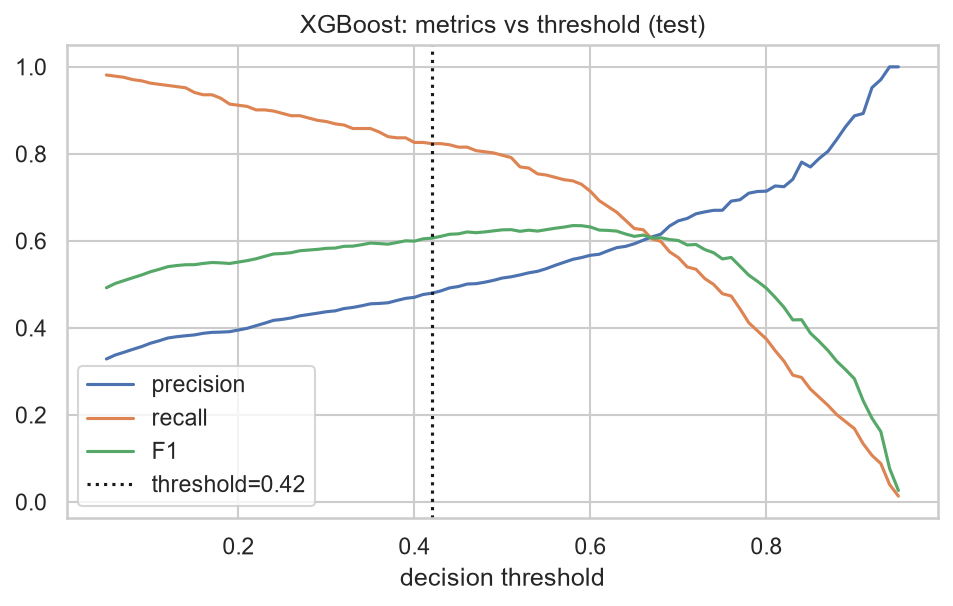 XGBoost: metrics vs threshold (test)
1.0
0.8
0.6
0.4
0.2
0.0
precision
recall
F1
threshold=0.42
0.2 0.4 0.6 0.8
decision threshold